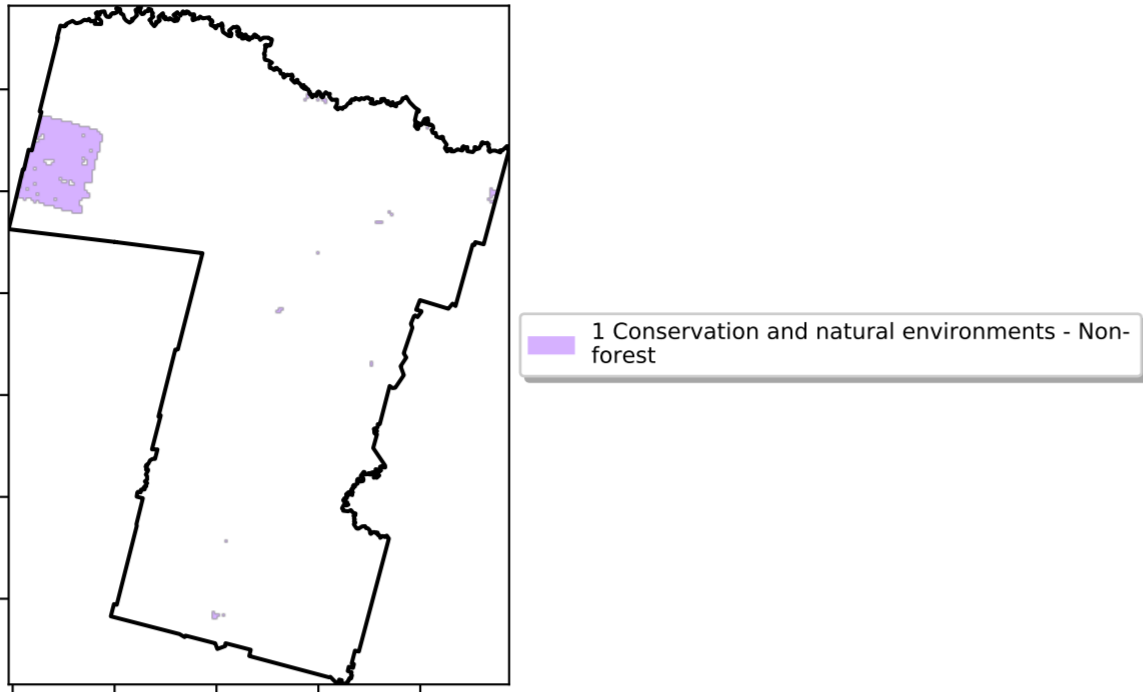 1 Conservation and natural environments - Non-
forest